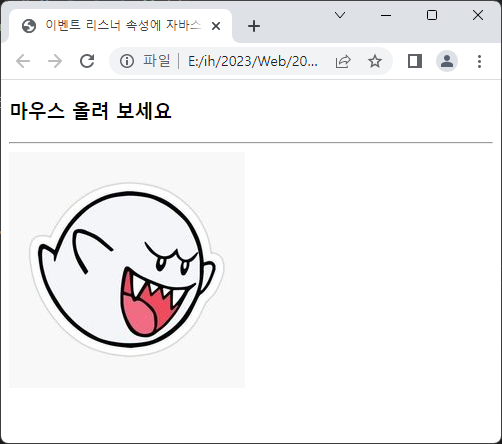 이벤트 리스너 속성에 자바스
파일 E:/ih/2023/Web/20...
마우스 올려 보세요